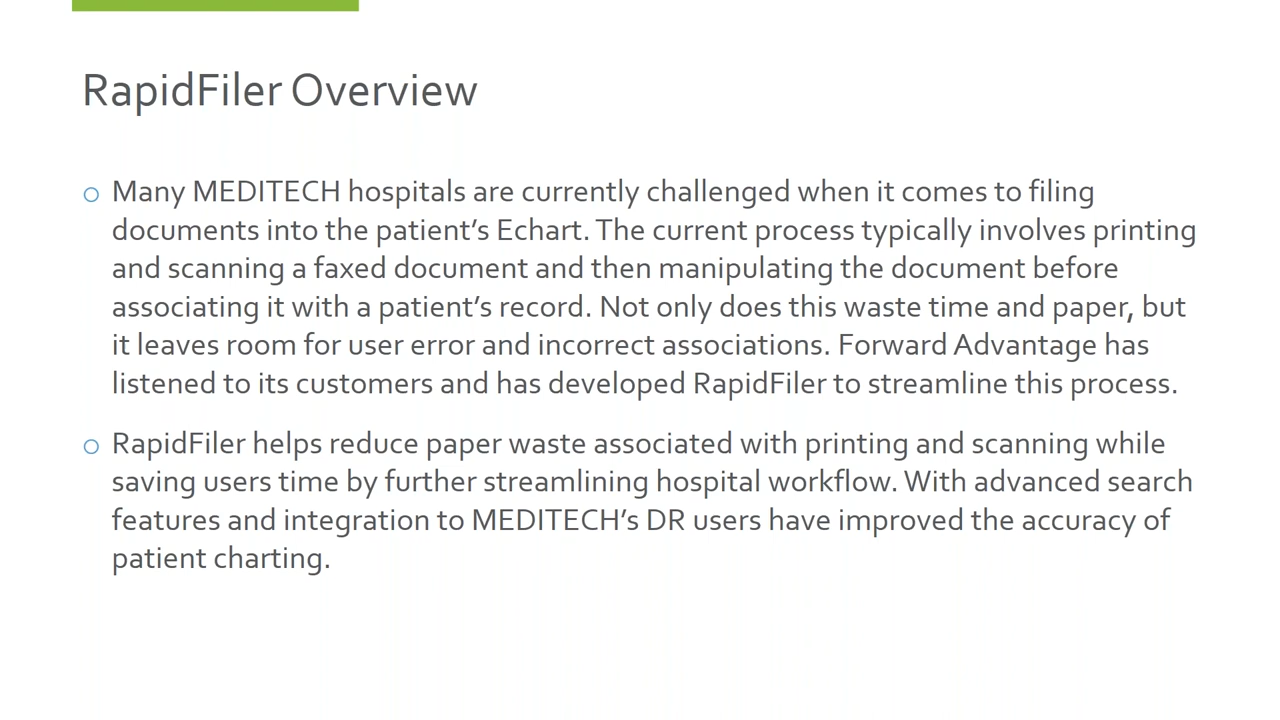 RapidFiler Overview
Many MEDITECH hospitals are currently challenged when it comes to filing
documents into the patient’s Echart. The current process typically involves printing
and scanning a faxed document and then manipulating the document before
associating it with a patient’s record. Not only does this waste time and paper, but
it leaves room for user error and incorrect associations. Forward Advantage has
listened to its customers and has developed RapidFiler to streamline this process.
RapidFiler helps reduce paper waste associated with printing and scanning while
saving users time by further streamlining hospital workflow. With advanced search
features and integration to MEDITECH’s DR users have improved the accuracy of
patient charting.